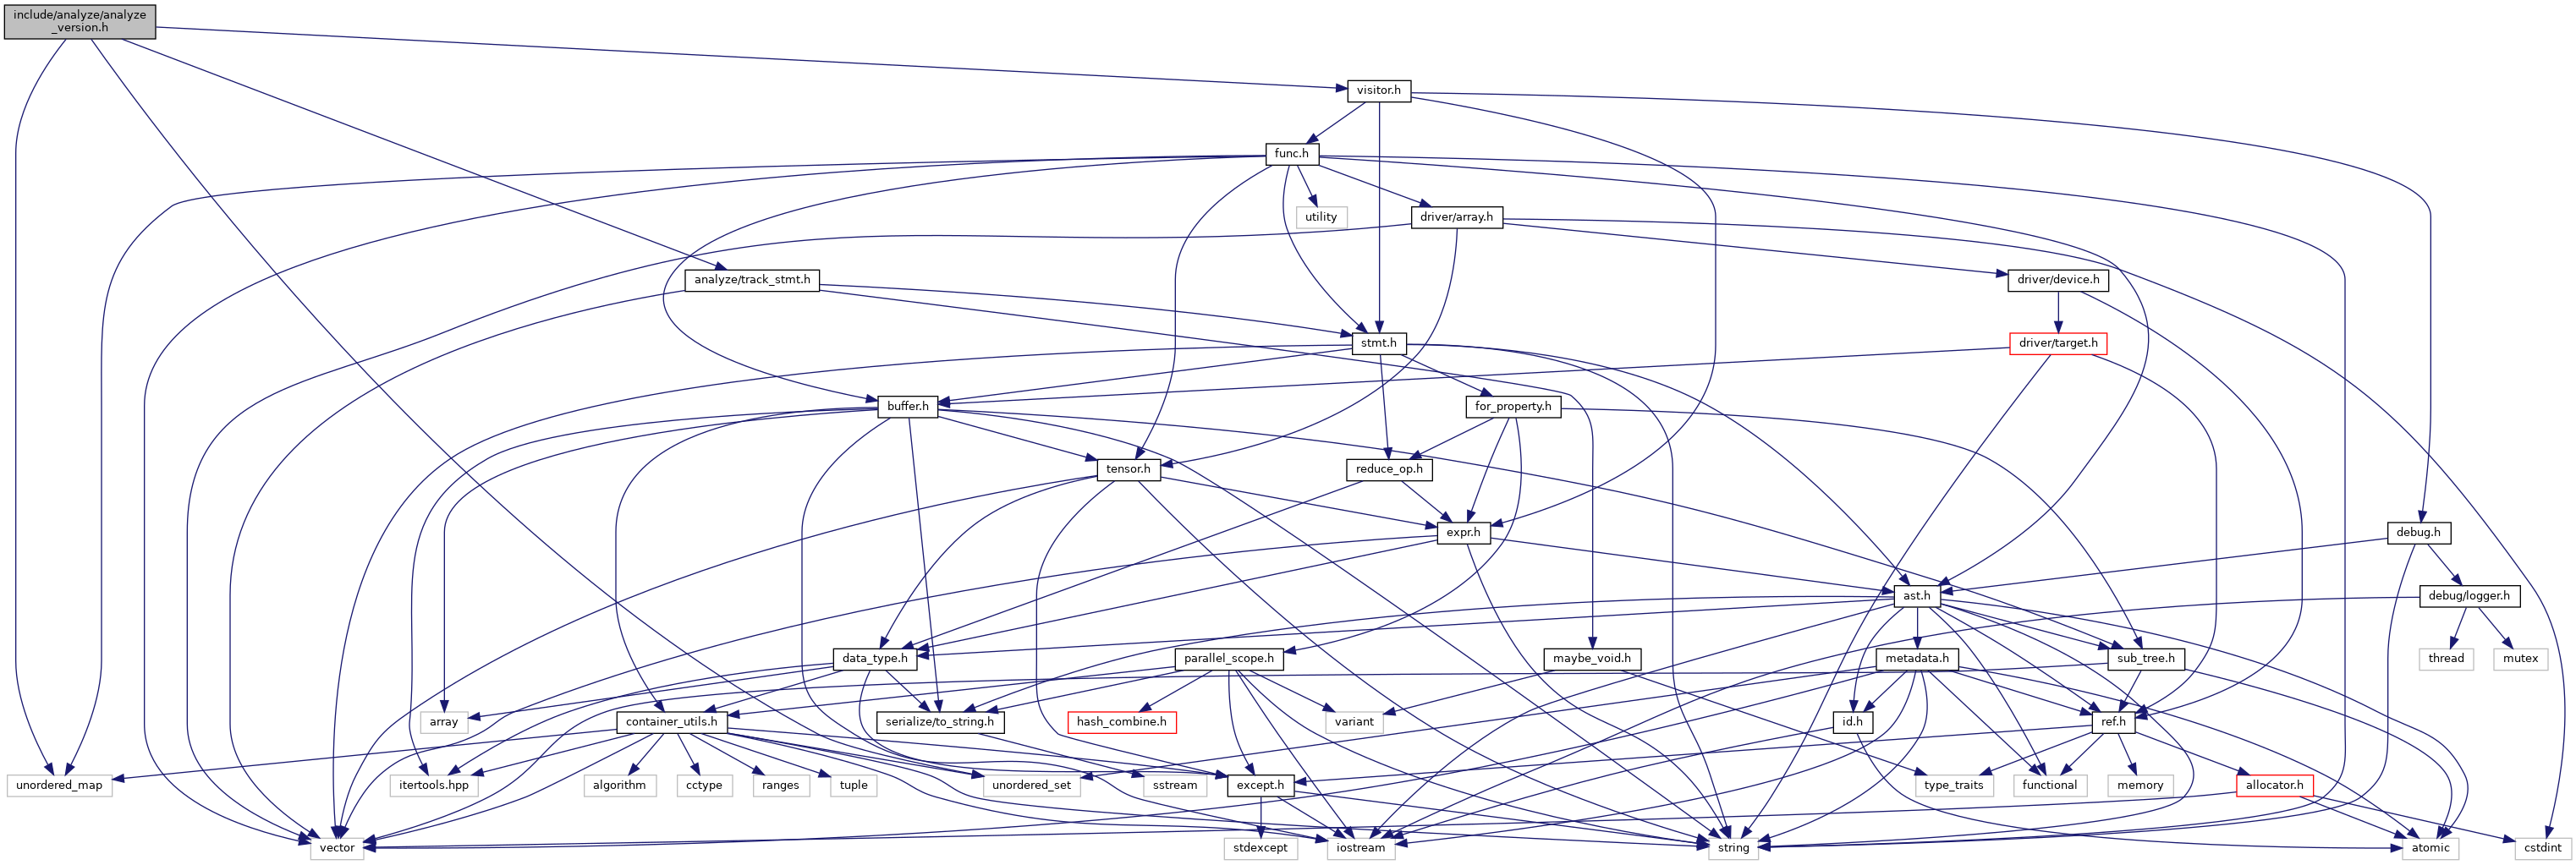 include/analyze/analyze
_version.h
visitor.h
func.h
utility
driver/array.h
analyze/track_stmt.h
driver/device.h
stmt.h
driver/target.h
buffer.h
for_property.h
tensor.h
reduce_op.h
expr.h
debug.h
ast.h
debug/logger.h
data_type.h
parallel_scope.h
maybe_void.h
metadata.h
sub_tree.h
thread
mutex
array
container_utils.h
serialize/to_string.h
hash_combine.h
variant
id.h
ref.h
unordered_map
itertools.hpp
algorithm
cctype
ranges
tuple
unordered_set
sstream
except.h
type_traits
functional
memory
allocator.h
vector
stdexcept
iostream
string
atomic
cstdint